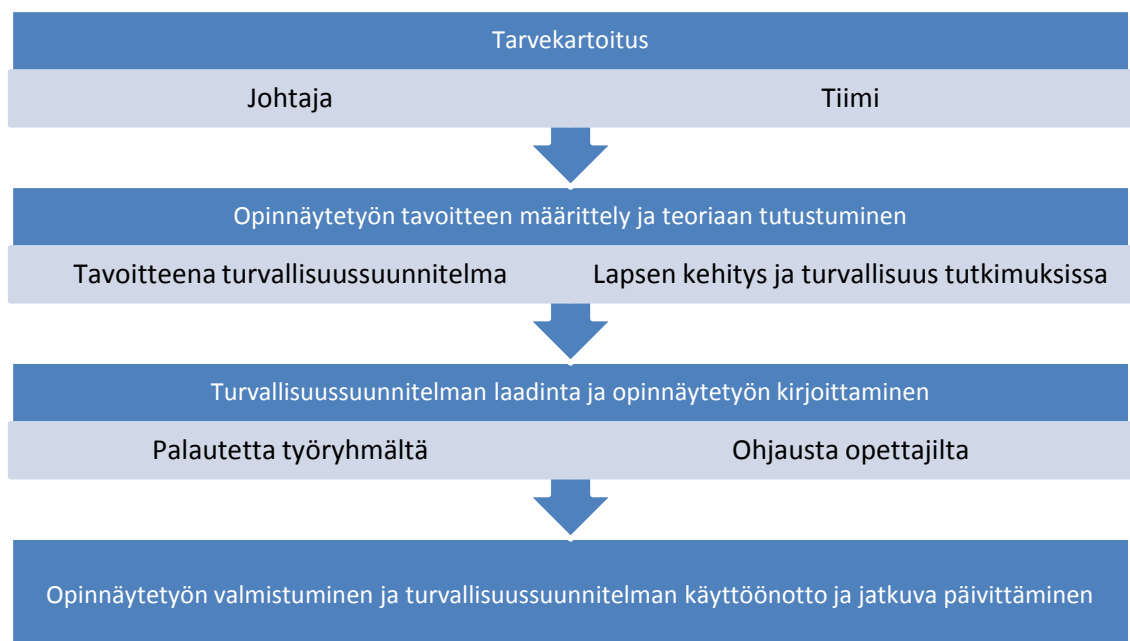 Tarvekartoitus
Johtaja
Tiimi
Opinnäytetyön tavoitteen määrittely ja teoriaan tutustuminen
Tavoitteena turvallisuussuunnitelma
Lapsen kehitys ja turvallisuus tutkimuksissa
Turvallisuussuunnitelman laadinta ja opinnäytetyön kirjoittaminen
Palautetta työryhmältä
Ohjausta opettajilta
Opinnäytetyön valmistuminen ja turvallisuussuunnitelman käyttöönotto ja jatkuva päivittäminen